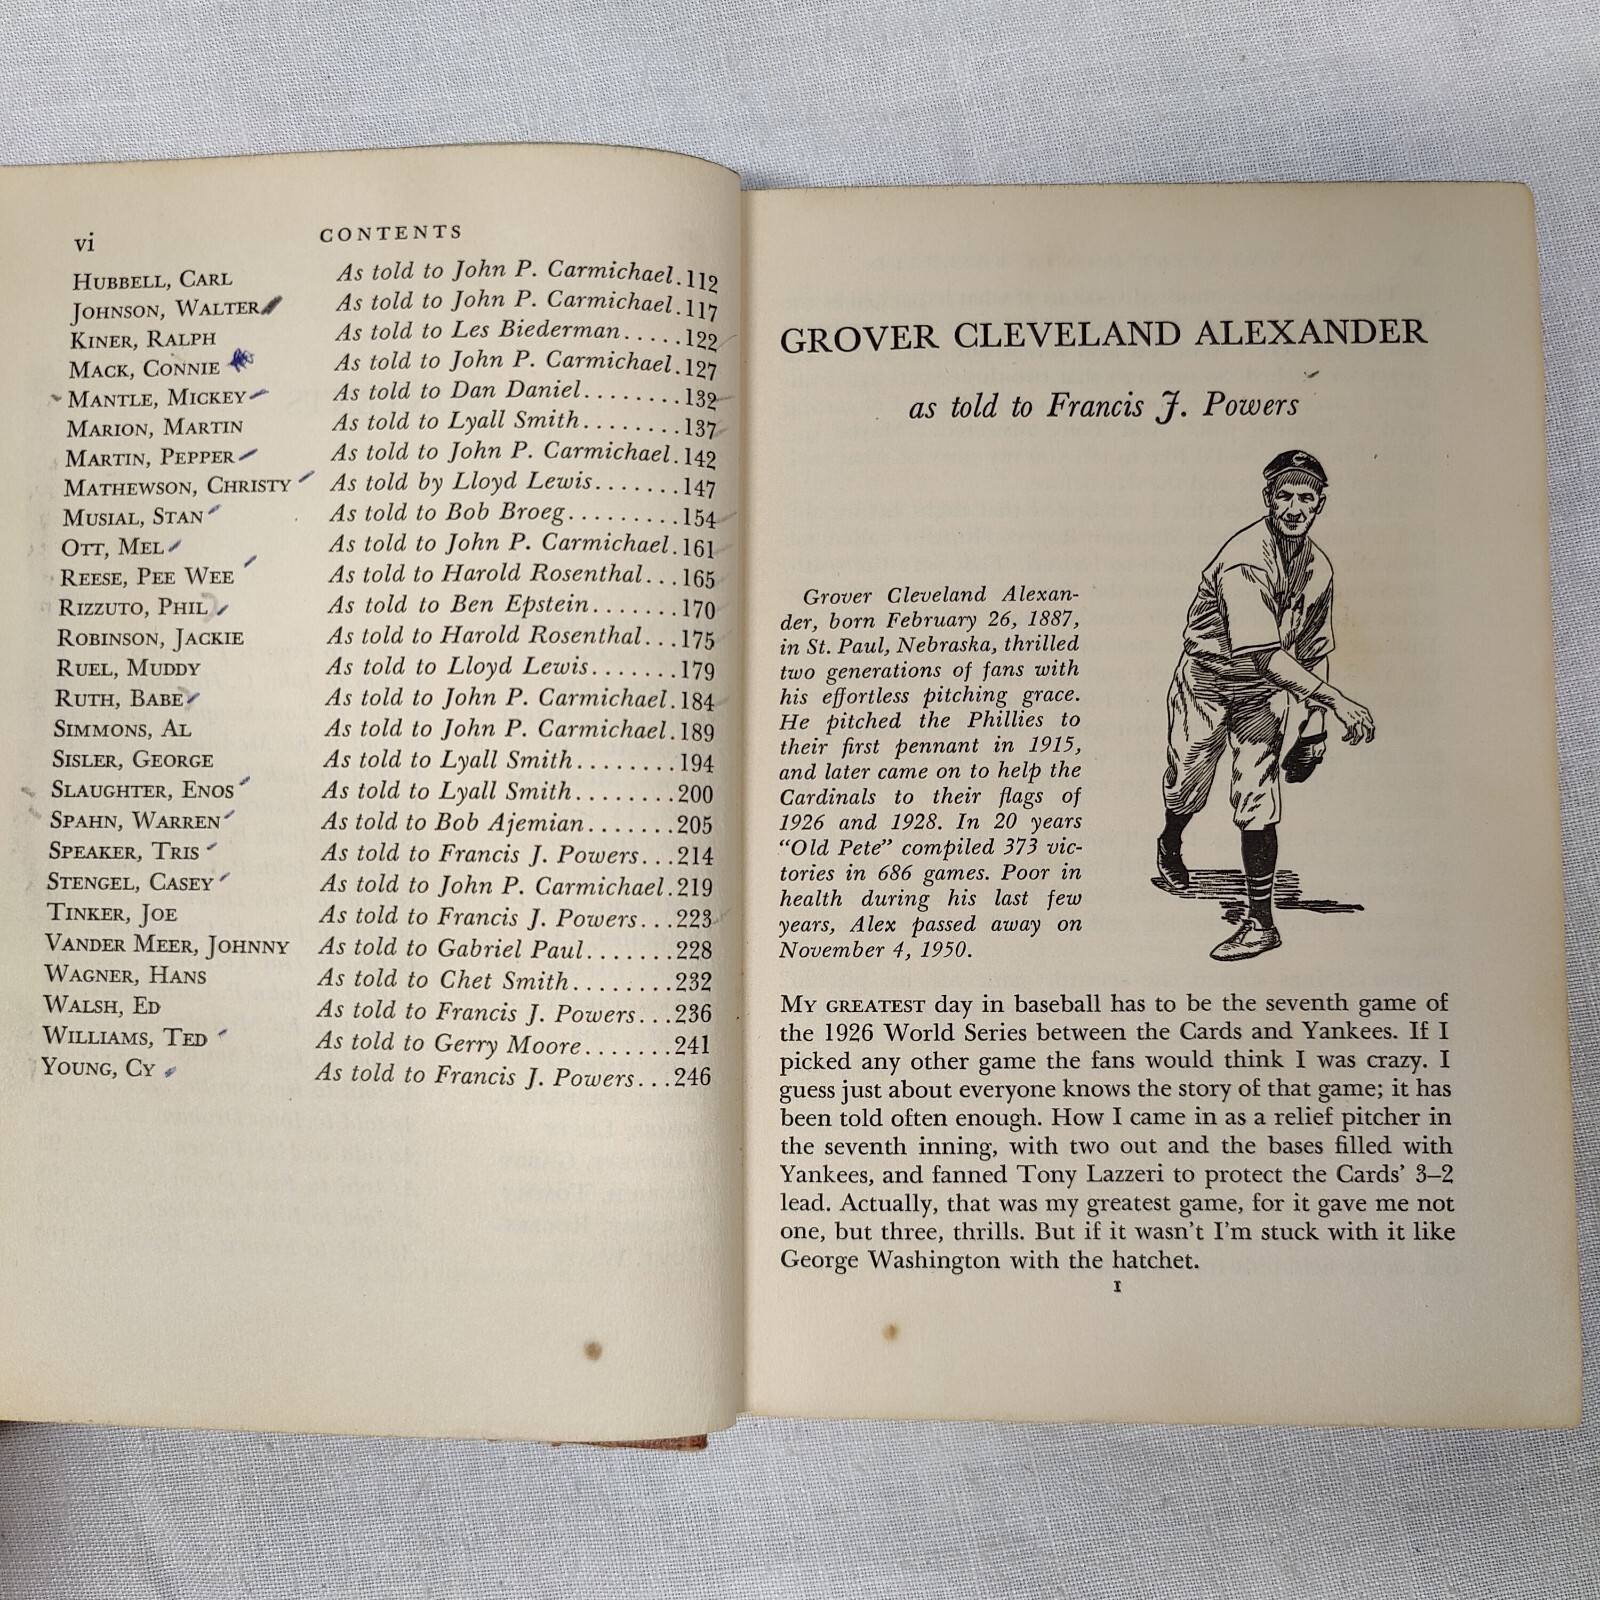 vi CONTENTS
HUBBELL, CARL As told to John P. Carmichael.112
JOHNSON, WALTER As told to John P. Carmichael.117
KINER, RALPH As told to Les Biederman.....122
MACK, CONNIE As told to John P. Carmichael.127
MANTLE, MICKEY As told to Dan Daniel........132
MARION, MARTIN As told to Lyall Smith........137
MARTIN, PEPPER As told to John P. Carmichael.142
MATHEWSON, CHRISTY As told by Lloyd Lewis.......147
MUSIAL, STAN As told to Bob Broeg.........154
OTT, MEL As told to John P. Carmichael.161
REESE, PEE WEE As told to Harold Rosenthal...165
RIZZUTO, PHIL As told to Ben Epstein.......170
ROBINSON, JACKIE As told to Harold Rosenthal...175
RUEL, MUDDY As told to Lloyd Lewis.......179
RUTH, BABE As told to John P. Carmichael.184
SIMMONS, AL As told to John P. Carmichael.189
SISLER, GEORGE As told to Lyall Smith........194
SLAUGHTER, ENOS As told to Lyall Smith........200
SPAHN, WARREN As told to Bob Ajemian.......205
SPEAKER, TRIS As told to Francis J. Powers...214
STENGEL, CASEY As told to John P. Carmichael.219
TINKER, JOE As told to Francis J. Powers...223
VANDER MEER, JOHNNY As told to Gabriel Paul.......228
WAGNER, HANS As told to Chet Smith.........232
WALSH, ED As told to Francis J. Powers...236
WILLIAMS, TED As told to Gerry Moore.......241
YOUNG, CY As told to Francis J. Powers...246
GROVER CLEVELAND ALEXANDER
as told to Francis J. Powers
Grover Cleveland Alexan-
der, born February 26, 1887,
in St. Paul, Nebraska, thrilled
two generations of fans with
his effortless pitching grace.
He pitched the Phillies to
their first pennant in 1915,
and later came on to help the
Cardinals to their flags of
1926 and 1928. In 20 years
"Old Pete" compiled 373 vic-
tories in 686 games. Poor in
health during his last few
years, Alex passed away on
November 4, 1950.
MY GREATEST day in baseball has to be the seventh game of
the 1926 World Series between the Cards and Yankees. If I
picked any other game the fans would think I was crazy. I
guess just about everyone knows the story of that game; it has
been told often enough. How I came in as a relief pitcher in
the seventh inning, with two out and the bases filled with
Yankees, and fanned Tony Lazzeri to protect the Cards' 3–2
lead. Actually, that was my greatest game, for it gave me not
one, but three, thrills. But if it wasn't I'm stuck with it like
George Washington with the hatchet.
1